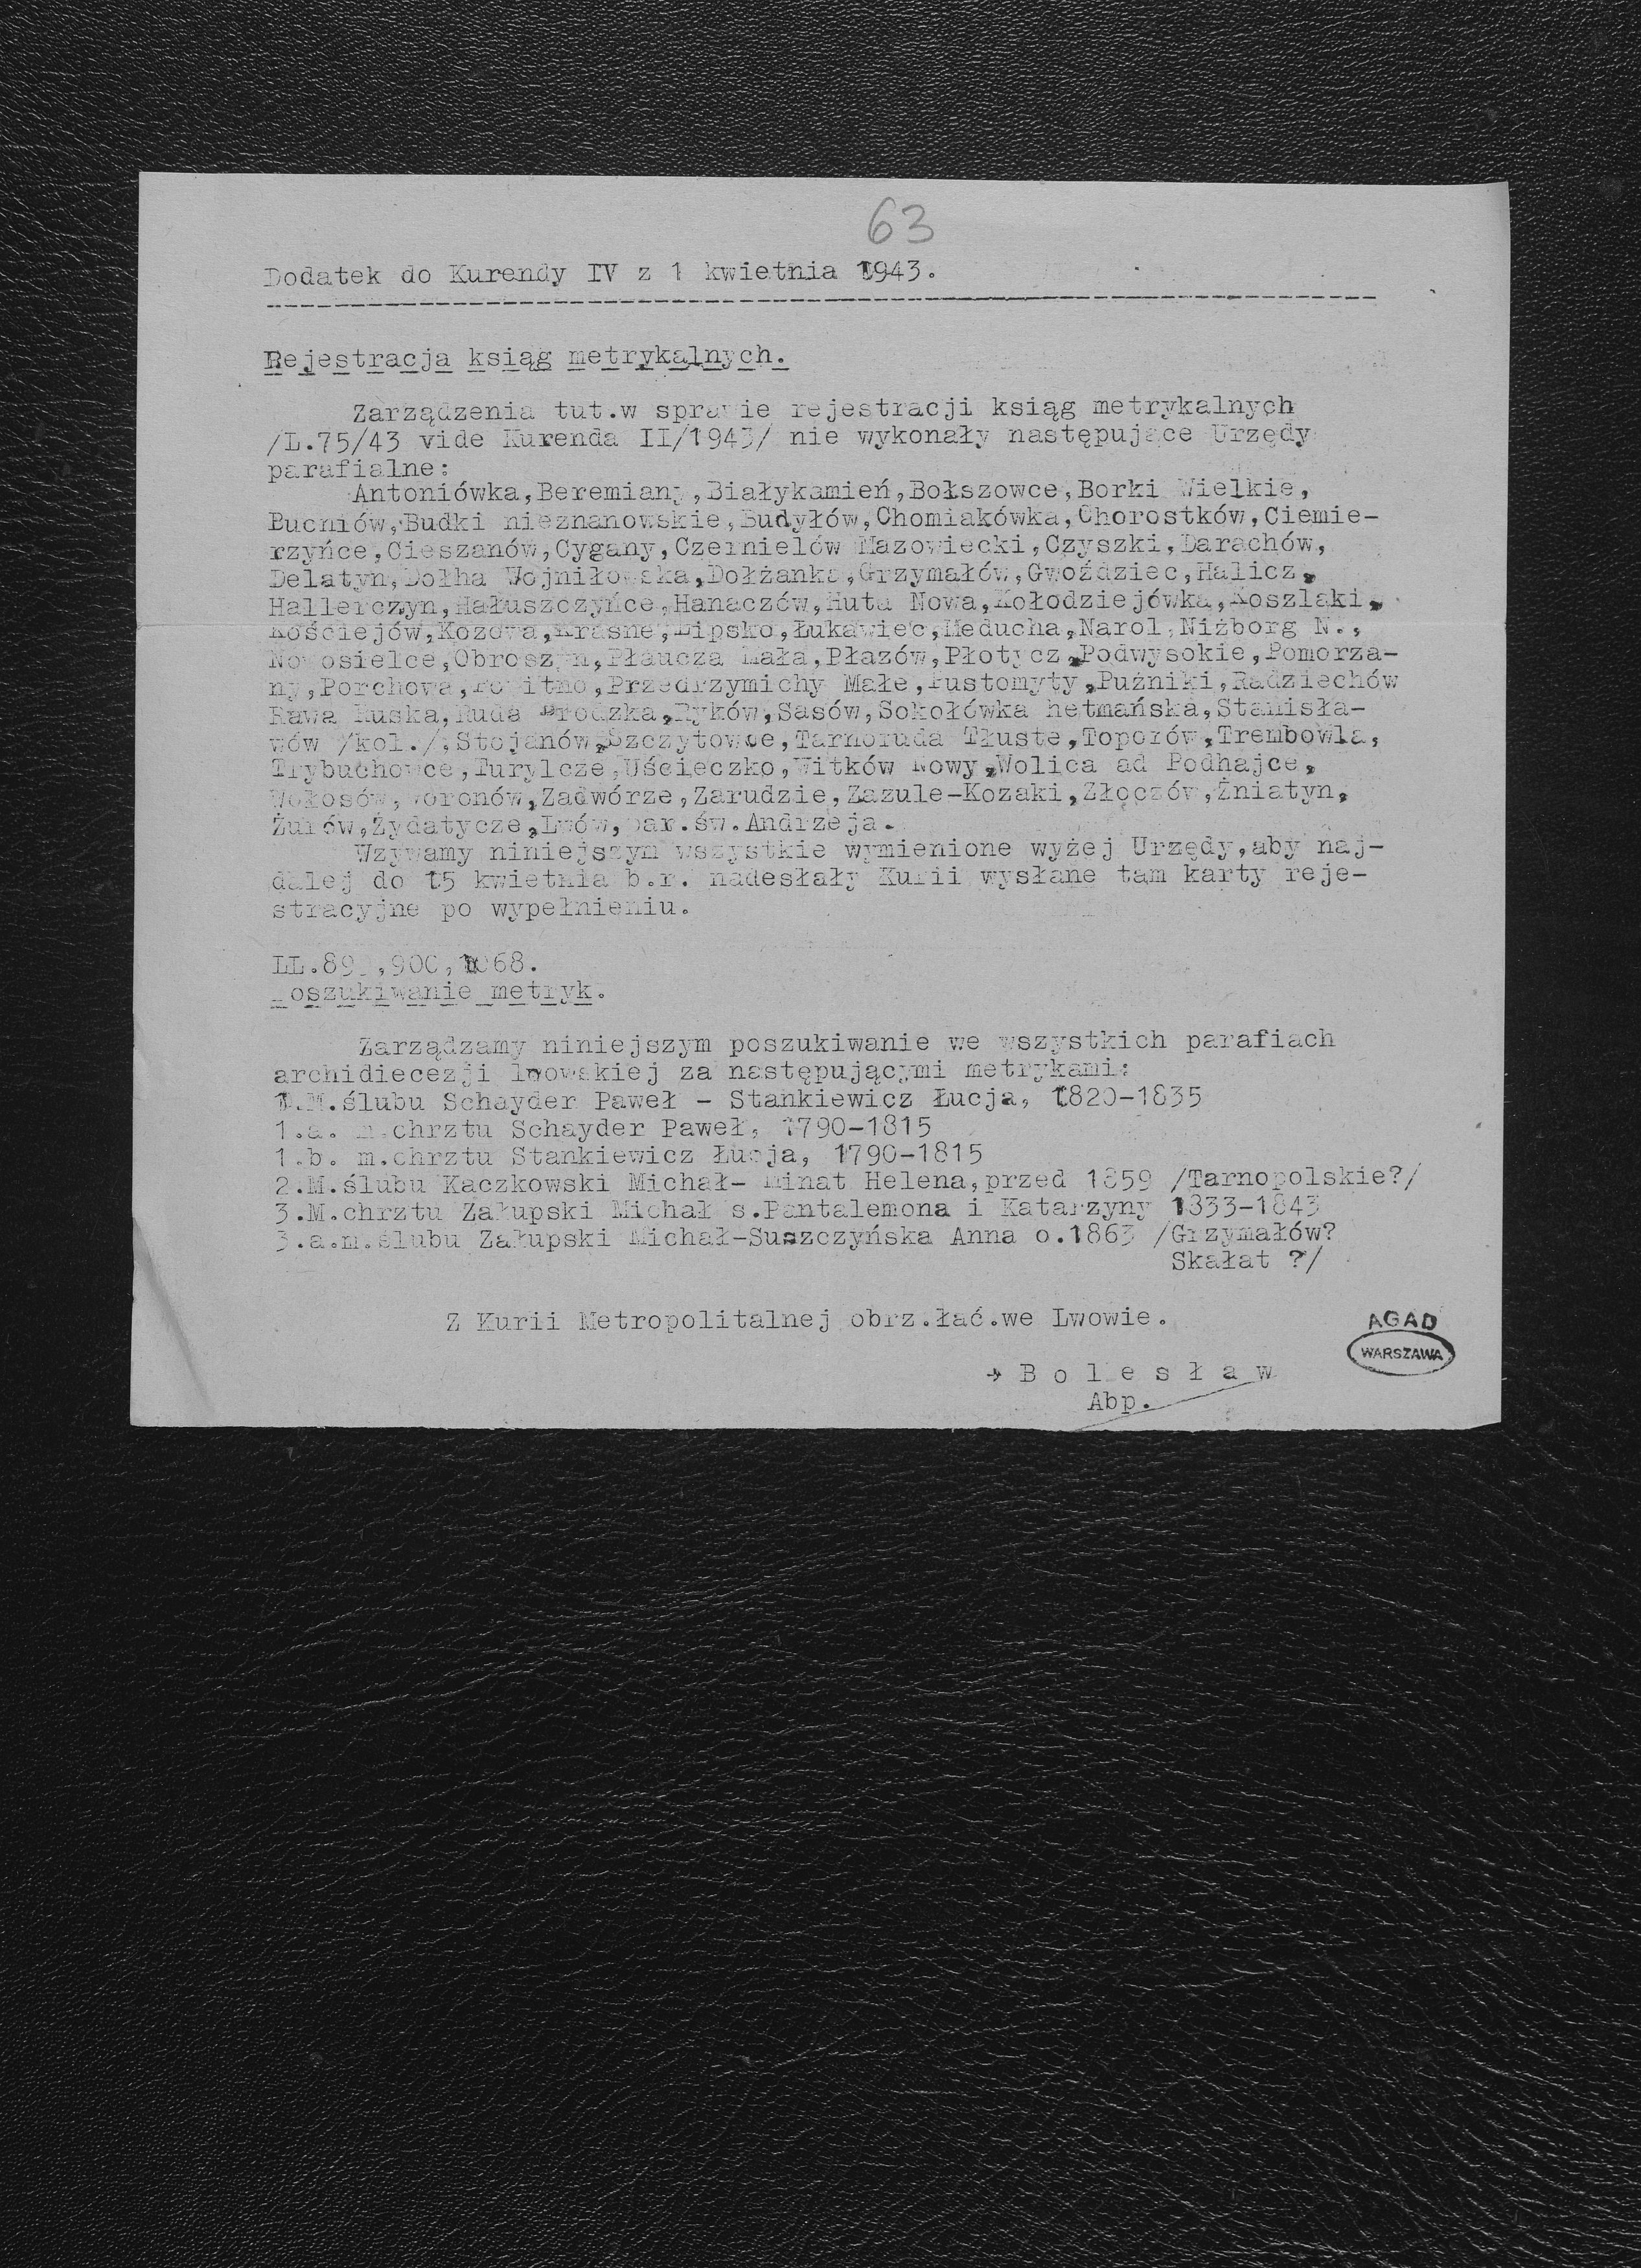 63
Dodatek do Kurendy IV z 1 kwietnia 1943.
Rejestracja ksiąg metrykalnych.
Zarządzenia tut.w sprawie rejestracji ksiąg metrykalnych
/L.75/43 vide Kurenda II/1943/ nie wykonały następujące Urzędy
parafialne:
Antoniówka,Beremiany,Białykamień,Bołszowce,Borki Wielkie,
Bucniów,Budki nieznanowskie,Budyłów,Chomiakówka,Chorostków,Ciemie-
rzyńce,Cieszanów,Cygany,Czernielów Mazowiecki,Czyszki,Darachów,
Delatyn,Dołha Wojniłowska,Dołżanka,Grzymałów,Gwoździec,Halicz,
Hallerczyn,Hałuszczyńce,Hanaczów,Huta Nowa,Kołodziejówka,Koszlaki,
Kościejów,Kozowa,Krasne,Lipsko,Łukawiec,Meducha,Narol,Niżborg N.,
Nowosielce,Obroszyn,Płaucza Mała,Płazów,Płotycz,Podwysokie,Pomorza-
ny,Porchowa,Powitno,Przedrzymichy Małe,Pustomyty,Pużniki,Radziechów
Rawa Ruska,Ruda Brodzka,Ryków,Sasów,Sokołówka hetmańska,Stanisła-
wów /kol./,Stojanów,Szczytowce,Tarnoruda Tłuste,Toporów,Trembowla,
Trybuchowce,Turylcze,Uścieczko,Witków Nowy,Wolica ad Podhajce,
Wołosów,Woronów,Zadwórze,Zarudzie,Zazule-Kozaki,Złoczów,Żniatyn,
Żurów,Żydatycze,Lwów,par.św.Andrzeja.
Wzywamy niniejszym wszystkie wymienione wyżej Urzędy,aby naj-
dalej do 15 kwietnia b.r. nadesłały Kurii wysłane tam karty reje-
stracyjne po wypełnieniu.
LL. ,900,1068.
Poszukiwanie metryk.
Zarządzamy niniejszym poszukiwanie we wszystkich parafiach
archidiecezji lwowskiej za następującymi metrykami:
1.M.ślubu Schayder Paweł - Stankiewicz Łucja, 1820-1835
1.a. m.chrztu Schayder Paweł, 1790-1815
1.b. m.chrztu Stankiewicz Łucja, 1790-1815
2.M.ślubu Kaczkowski Michał- Helena,przed 1859 /Tarnopolskie?/
3.M.chrztu Załupski Michał s.Pantalemona i Katarzyny 1833-1843
3.a.m.ślubu Załupski Michał-Suszczyńska Anna o.1863 /Grzymałów?
Skałat ?/
Z Kurii Metropolitalnej obrz.łać.we Lwowie.
+ B o l e s ł a w
Abp.
AGAD
WARSZAWA